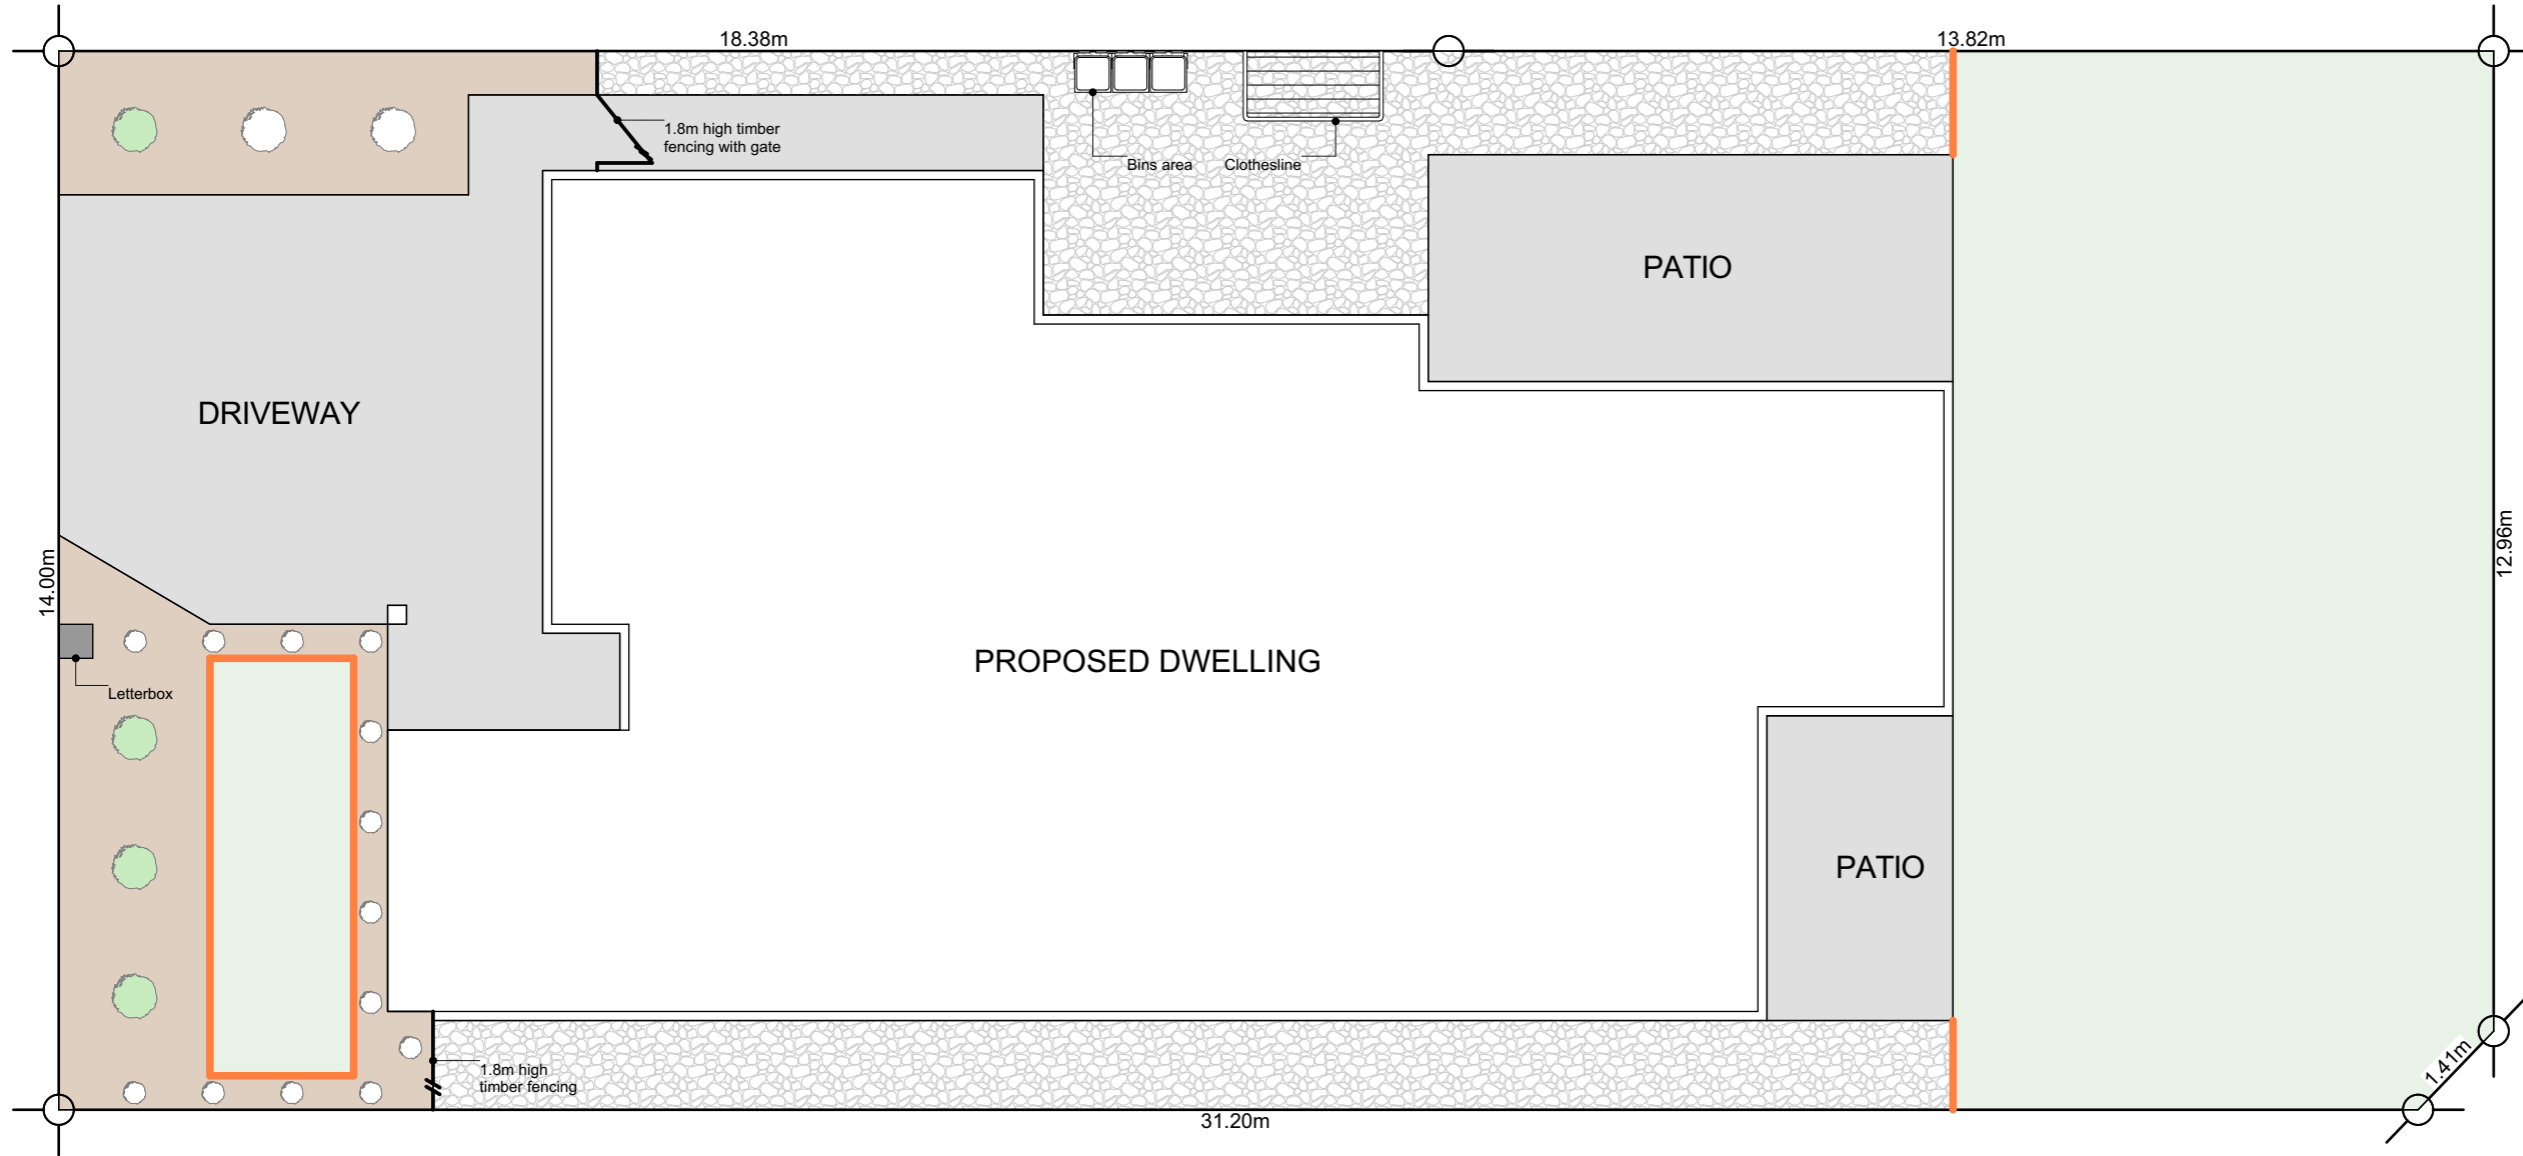 18.38m
13.82m
1.8m high timber
fencing with gate
Bins area
Clothesline
PATIO
DRIVEWAY
14.00m
12.96m
PROPOSED DWELLING
Letterbox
PATIO
1.8m high
timber fencing
1.41m
31.20m